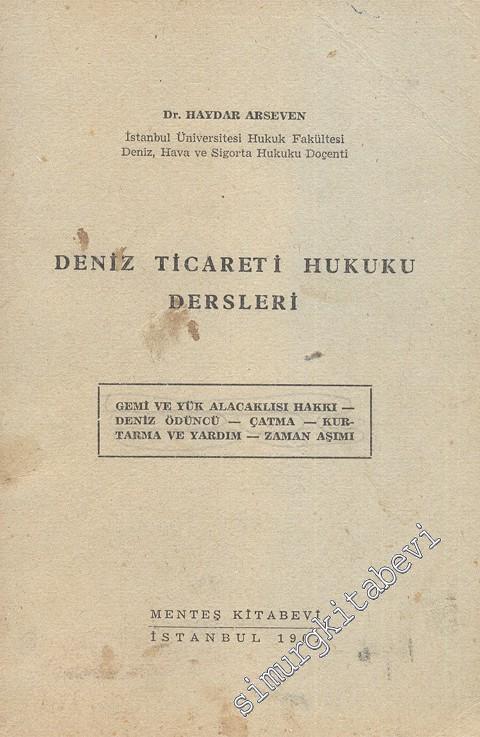 Dr. HAYDAR ARSEVEN
İstanbul Üniversitesi Hukuk Fakültesi
Deniz, Hava ve Sigorta Hukuku Doçenti
DENİZ TİCARETİ HUKUKU
DERSLERİ
GEMİ VE YÜK ALACAKLISI HAKKI —
DENİZ ÖDÜNCÜ — ÇATMA — KUR-
TARMA VE YARDIM — ZAMAN AŞIMI
MENTEŞ KİTABEVİ
İSTANBUL
simurgkitabevi